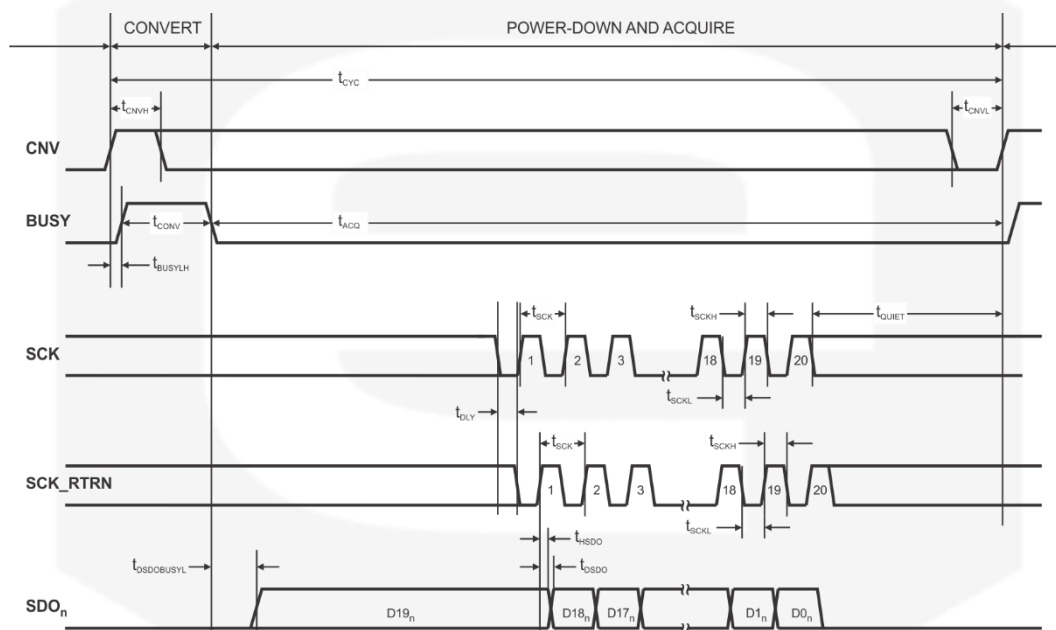 CONVERT POWER-DOWN AND ACQUIRE
tCYC
tCNVH tCNVL
CNV
BUSY tCONV tACQ
tBUSYLH
tSCK tSCKH tQUIET
SCK 1 2 3 18 19 20
tSCKL
tDLY
tSCK tSCKH
SCK_RTRN 1 2 3 18 19 20
tSCKL
tHSDO
tDSDOBUSYL tDSDO
SDOn D19n D18n D17n D1n D0n